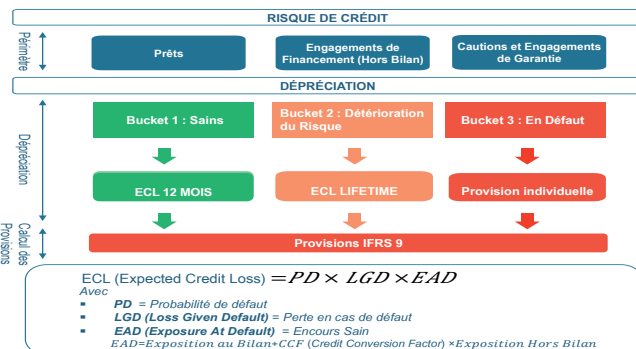 RISQUE DE CRÉDIT
Périmètre
Prêts
Engagements de
Financement (Hors Bilan)
Cautions et Engagements
de Garantie
DÉPRÉCIATION
Dépréciation
Bucket 1 : Sains
Bucket 2 : Détérioration
du Risque
Bucket 3 : En Défaut
ECL 12 MOIS
ECL LIFETIME
Provision individuelle
Calcul des
Provisions
Provisions IFRS 9
ECL (Expected Credit Loss) = PD × LGD × EAD
Avec
▪ PD = Probabilité de défaut
▪ LGD (Loss Given Default) = Perte en cas de défaut
▪ EAD (Exposure At Default) = Encours Sain
EAD=Exposition au Bilan+CCF (Credit Conversion Factor) ×Exposition Hors Bilan